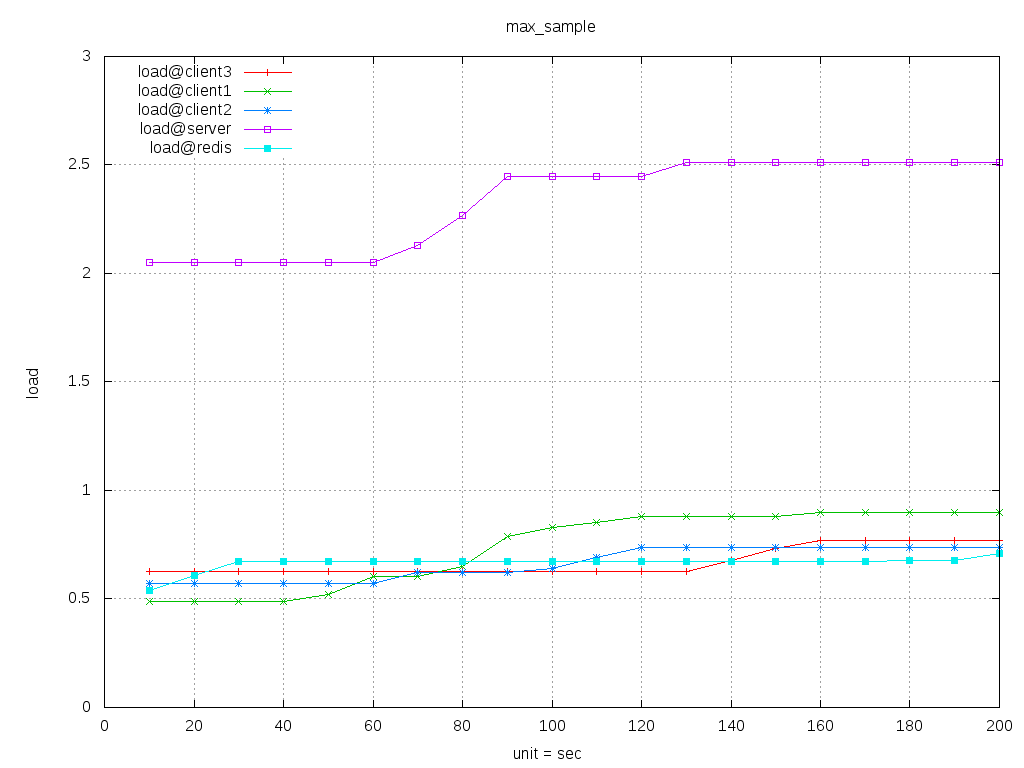 max_sample
3
2.5
2
1.5
1
0.5
0
load
load@client3
load@client1
load@client2
load@server
load@redis
0 20 40 60 80 100 120 140 160 180 200
unit = sec